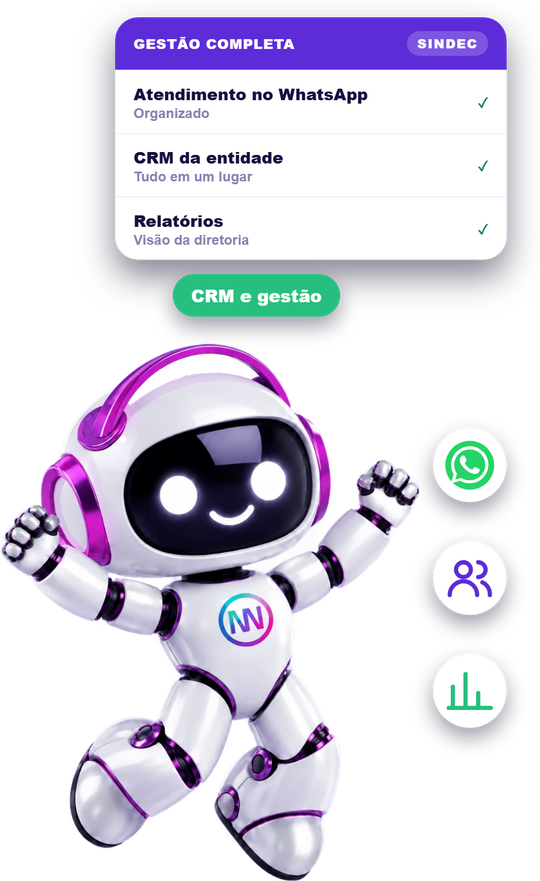 GESTÃO COMPLETA SINDEC
Atendimento no WhatsApp
Organizado
CRM da entidade
Tudo em um lugar
Relatórios
Visão da diretoria
CRM e gestão